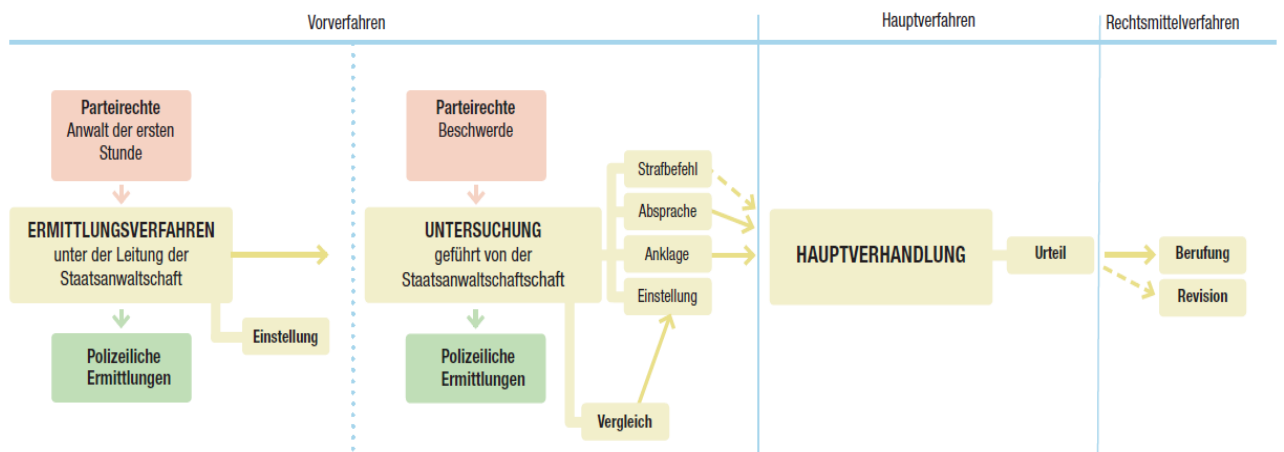 Vorverfahren
Hauptverfahren
Rechtsmittelverfahren
Parteirechte
Anwalt der ersten
Stunde
ERMITTLUNGSVERFAHREN
unter der Leitung der
Staatsanwaltschaft
Einstellung
Polizeiliche
Ermittlungen
Parteirechte
Beschwerde
UNTERSUCHUNG
geführt von der
Staatsanwaltschaftschaft
Polizeiliche
Ermittlungen
Strafbefehl
Absprache
Anklage
Einstellung
Vergleich
HAUPTVERHANDLUNG
Urteil
Berufung
Revision